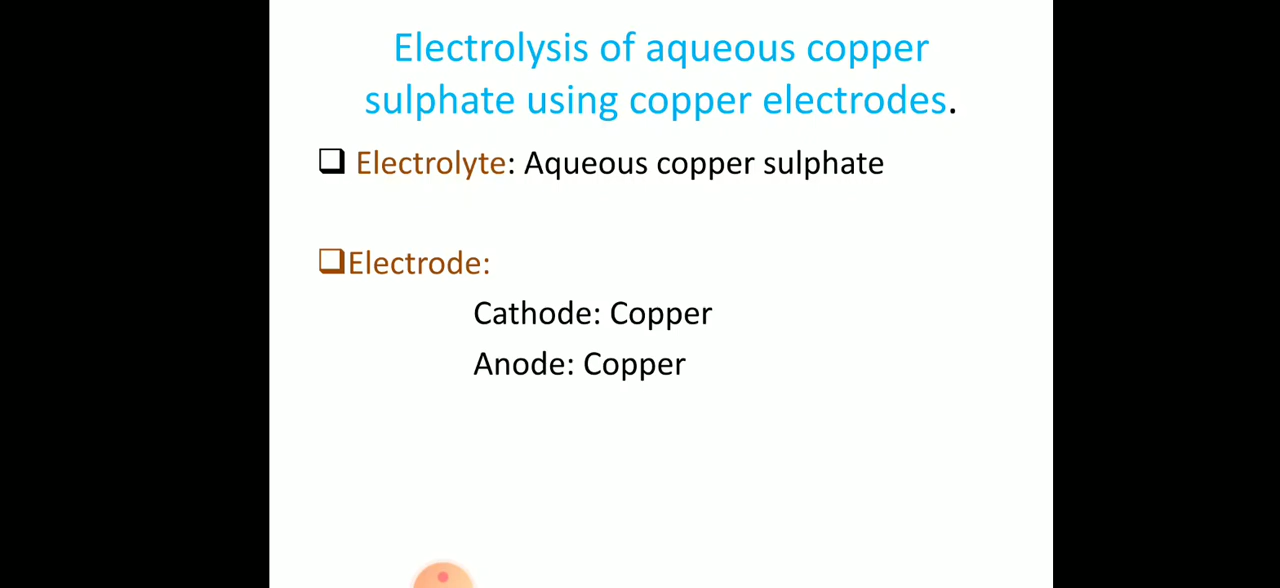 Electrolysis of aqueous copper
sulphate using copper electrodes.
Electrolyte: Aqueous copper sulphate
Electrode:
Cathode: Copper
Anode: Copper